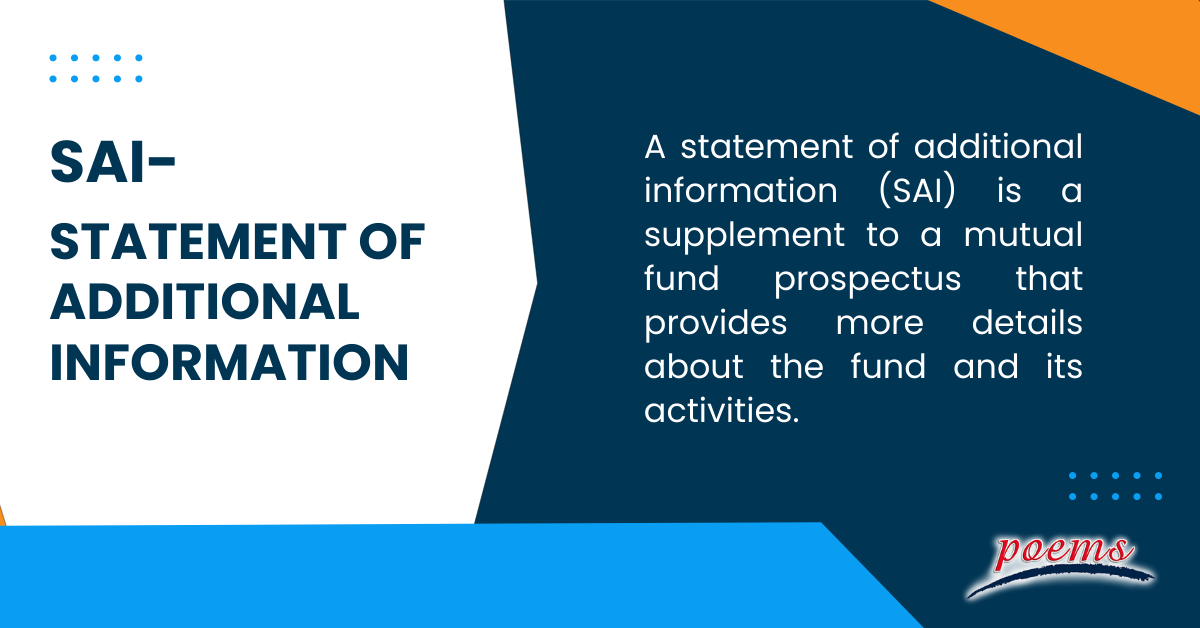 SAI-
STATEMENT OF
ADDITIONAL
INFORMATION
A statement of additional
information (SAI) is a
supplement to a mutual
fund prospectus that
provides more details
about the fund and its
activities.
poems